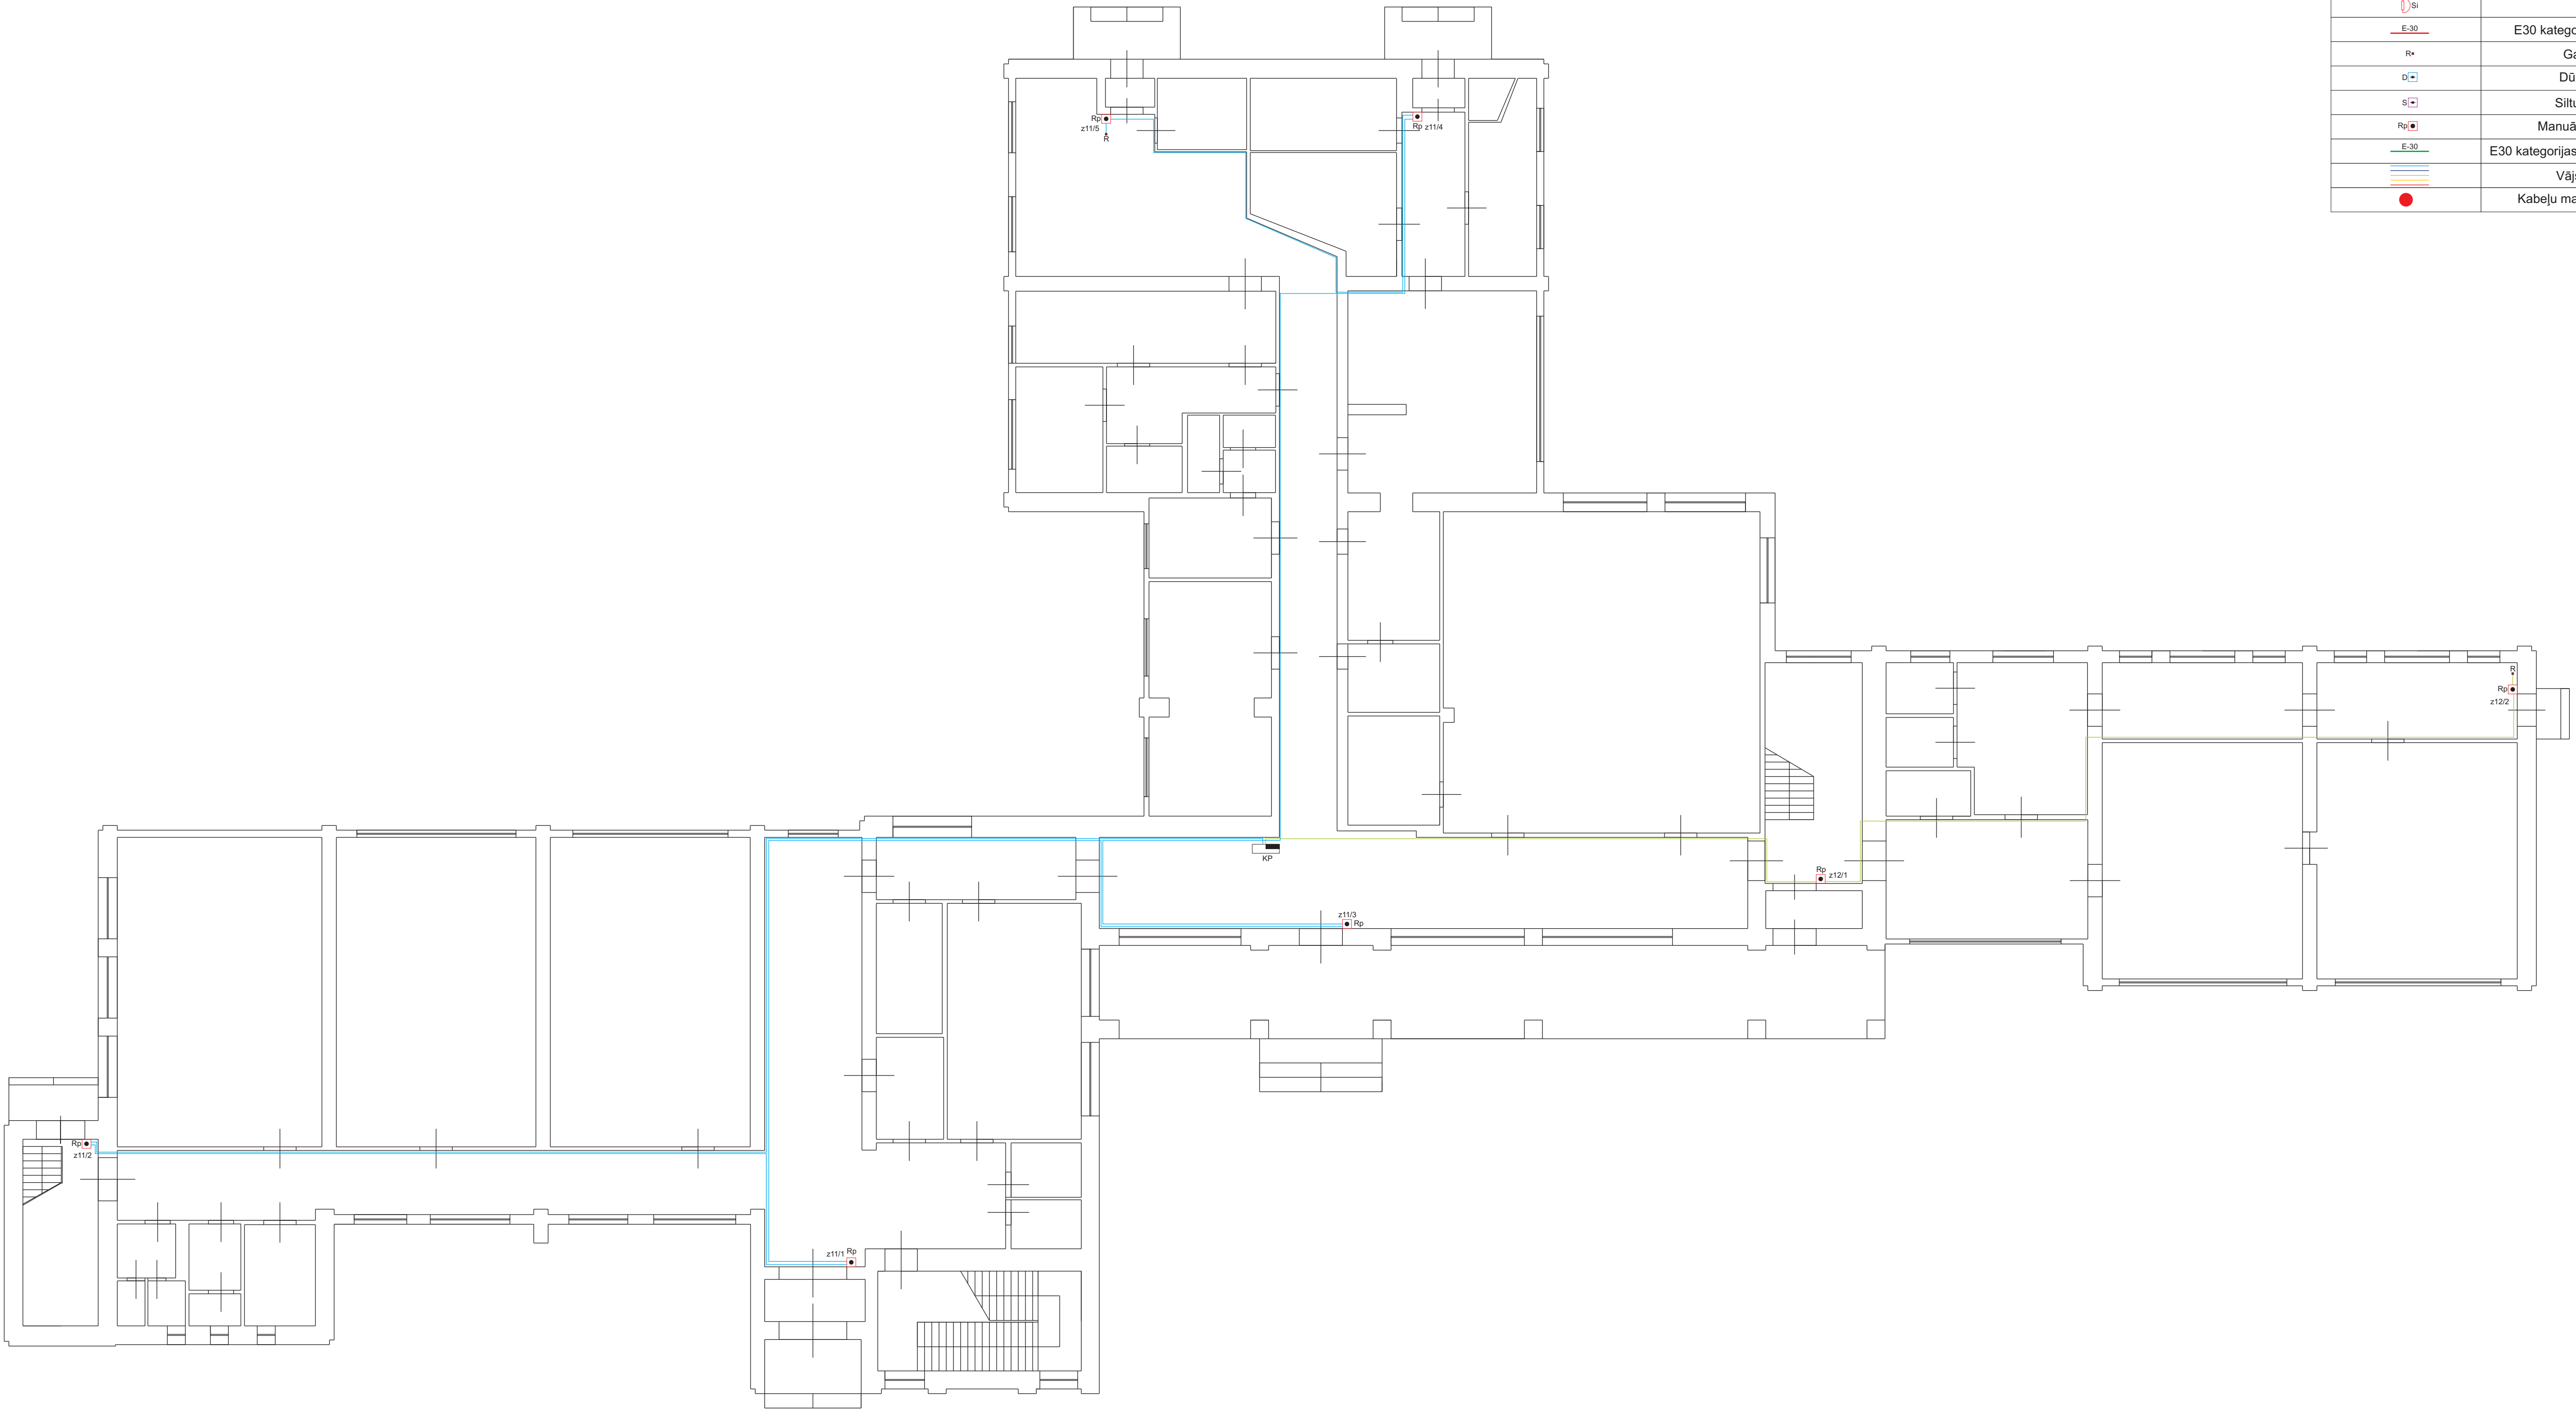 Si
E-30 E30 katego
R Ga
D Dū
S Silt
Rp Manuā
E-30 E30 kategorijas
Vāj
Kabeļu ma
Rp
z11/5
R
Rp z11/4
R
Rp
z12/2
KP
Rp
z12/1
z11/3
Rp
Rp
z11/2
z11/1 Rp